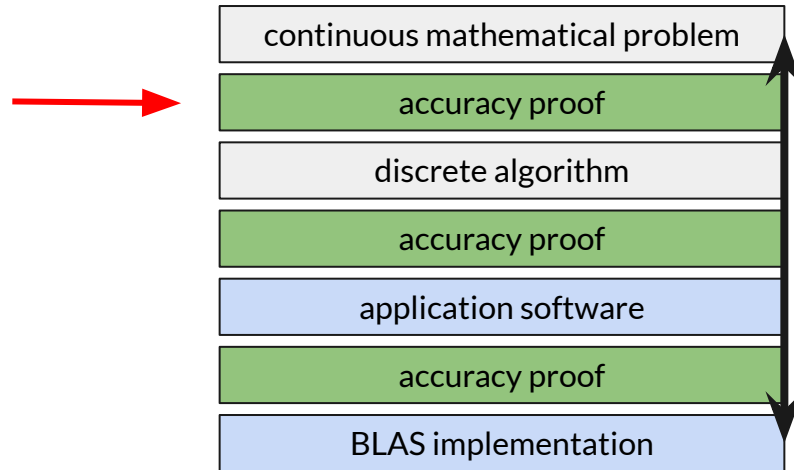 continuous mathematical problem
accuracy proof
discrete algorithm
accuracy proof
application software
accuracy proof
BLAS implementation